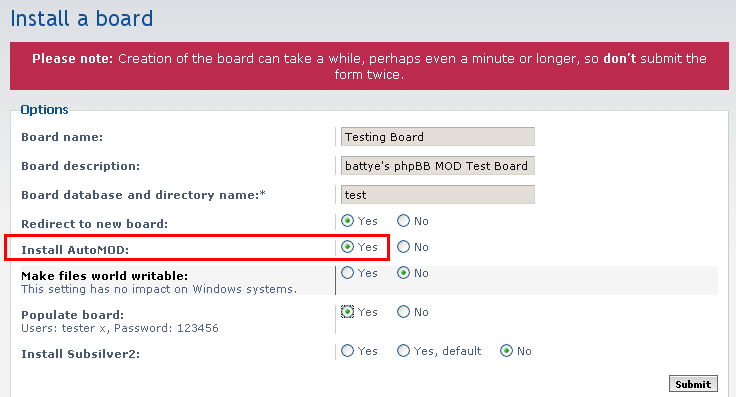 Install a board
Please note: Creation of the board can take a while, perhaps even a minute or longer, so don't submit the
form twice.
Options
Board name: Testing Board
Board description: battye's phpBB MOD Test Board
Board database and directory name:* test
Redirect to new board: Yes No
Install AutoMOD: Yes No
Make files world writable: Yes No
This setting has no impact on Windows systems.
Populate board: Yes No
Users: tester x, Password: 123456
Install Subsilver2: Yes Yes, default No
Submit